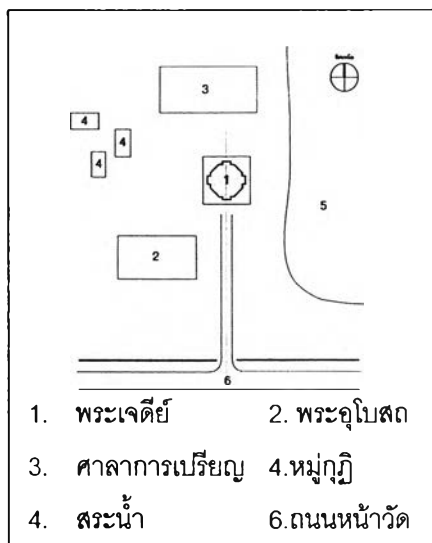 3
4
4
4
1
5
2
6
1. พระเจดีย์ 2. พระอุโบสถ
3. ศาลาการเปรียญ 4.หมู่กุฏิ
4. สระน้ำ 6.ถนนหน้าวัด